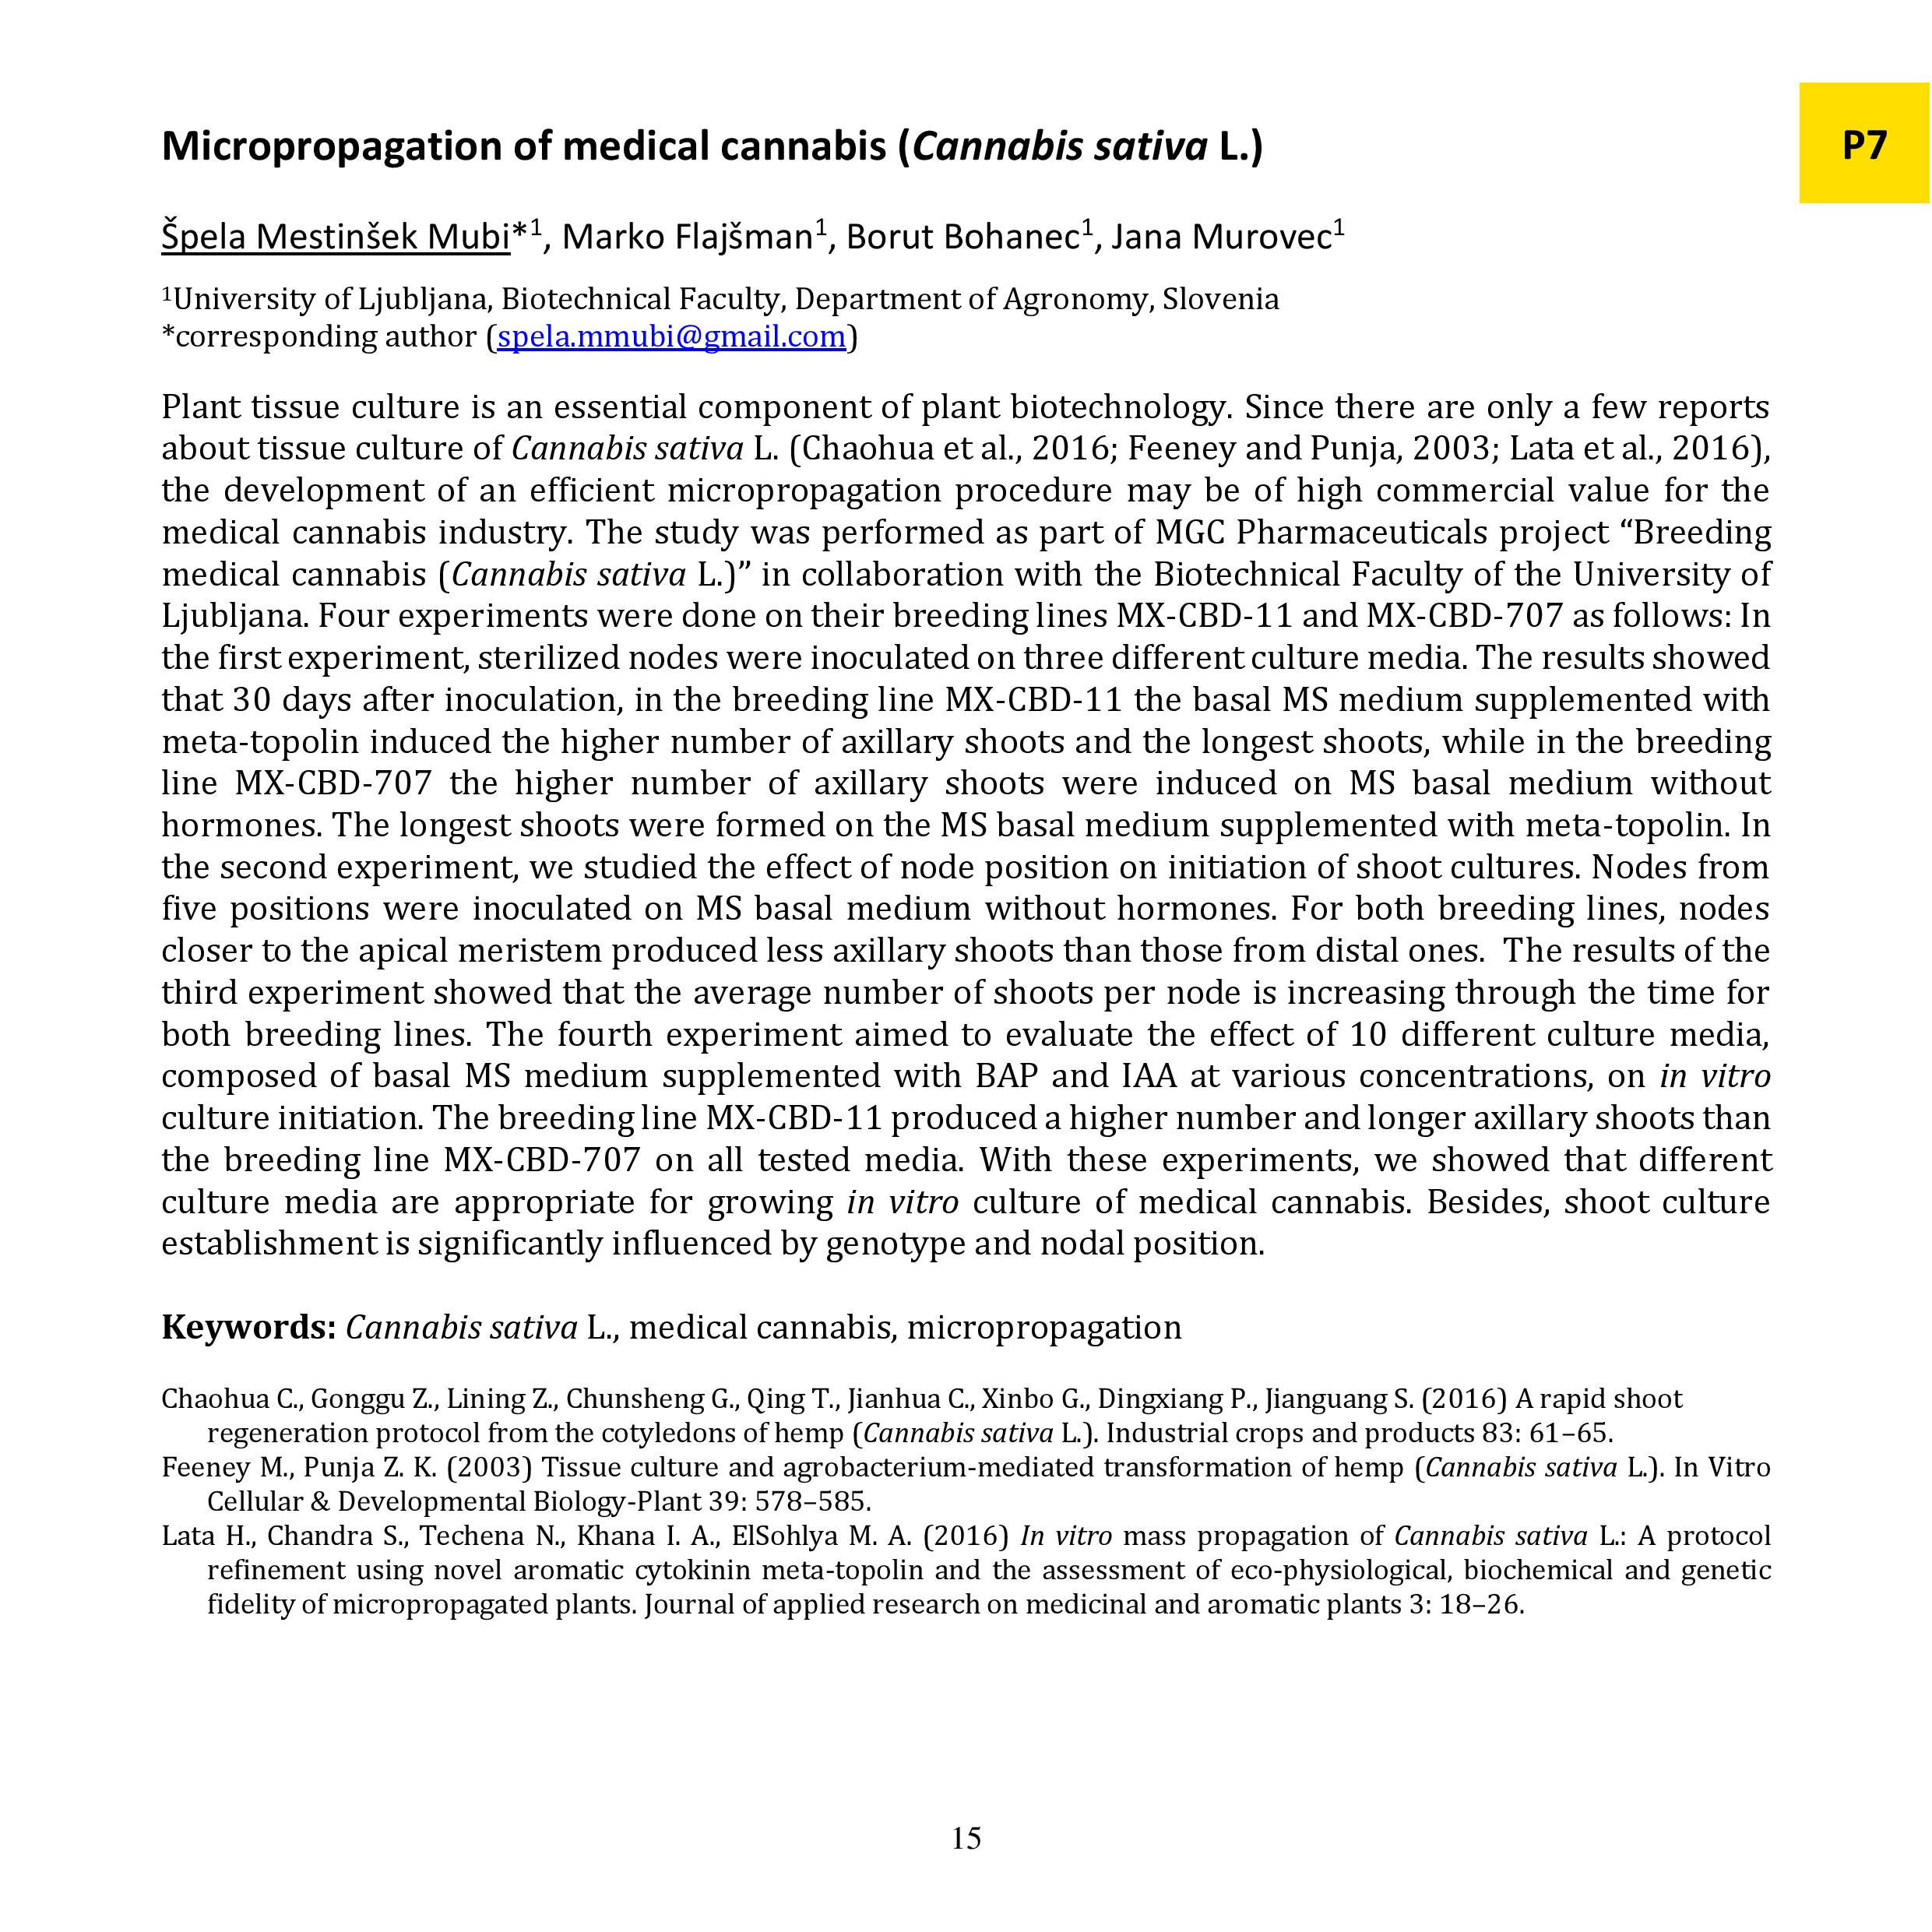 Micropropagation of medical cannabis (Cannabis sativa L.)
P7
Špela Mestinšek Mubi*1, Marko Flajšman1, Borut Bohanec1, Jana Murovec1
1University of Ljubljana, Biotechnical Faculty, Department of Agronomy, Slovenia
*corresponding author (spela.mmubi@gmail.com)
Plant tissue culture is an essential component of plant biotechnology. Since there are only a few reports
about tissue culture of Cannabis sativa L. (Chaohua et al., 2016; Feeney and Punja, 2003; Lata et al., 2016),
the development of an efficient micropropagation procedure may be of high commercial value for the
medical cannabis industry. The study was performed as part of MGC Pharmaceuticals project “Breeding
medical cannabis (Cannabis sativa L.)” in collaboration with the Biotechnical Faculty of the University of
Ljubljana. Four experiments were done on their breeding lines MX-CBD-11 and MX-CBD-707 as follows: In
the first experiment, sterilized nodes were inoculated on three different culture media. The results showed
that 30 days after inoculation, in the breeding line MX-CBD-11 the basal MS medium supplemented with
meta-topolin induced the higher number of axillary shoots and the longest shoots, while in the breeding
line MX-CBD-707 the higher number of axillary shoots were induced on MS basal medium without
hormones. The longest shoots were formed on the MS basal medium supplemented with meta-topolin. In
the second experiment, we studied the effect of node position on initiation of shoot cultures. Nodes from
five positions were inoculated on MS basal medium without hormones. For both breeding lines, nodes
closer to the apical meristem produced less axillary shoots than those from distal ones. The results of the
third experiment showed that the average number of shoots per node is increasing through the time for
both breeding lines. The fourth experiment aimed to evaluate the effect of 10 different culture media,
composed of basal MS medium supplemented with BAP and IAA at various concentrations, on in vitro
culture initiation. The breeding line MX-CBD-11 produced a higher number and longer axillary shoots than
the breeding line MX-CBD-707 on all tested media. With these experiments, we showed that different
culture media are appropriate for growing in vitro culture of medical cannabis. Besides, shoot culture
establishment is significantly influenced by genotype and nodal position.
Keywords: Cannabis sativa L., medical cannabis, micropropagation
Chaohua C., Gonggu Z., Lining Z., Chunsheng G., Qing T., Jianhua C., Xinbo G., Dingxiang P., Jianguang S. (2016) A rapid shoot
regeneration protocol from the cotyledons of hemp (Cannabis sativa L.). Industrial crops and products 83: 61–65.
Feeney M., Punja Z. K. (2003) Tissue culture and agrobacterium-mediated transformation of hemp (Cannabis sativa L.). In Vitro
Cellular & Developmental Biology-Plant 39: 578–585.
Lata H., Chandra S., Techena N., Khana I. A., ElSohlya M. A. (2016) In vitro mass propagation of Cannabis sativa L.: A protocol
refinement using novel aromatic cytokinin meta-topolin and the assessment of eco-physiological, biochemical and genetic
fidelity of micropropagated plants. Journal of applied research on medicinal and aromatic plants 3: 18–26.
15